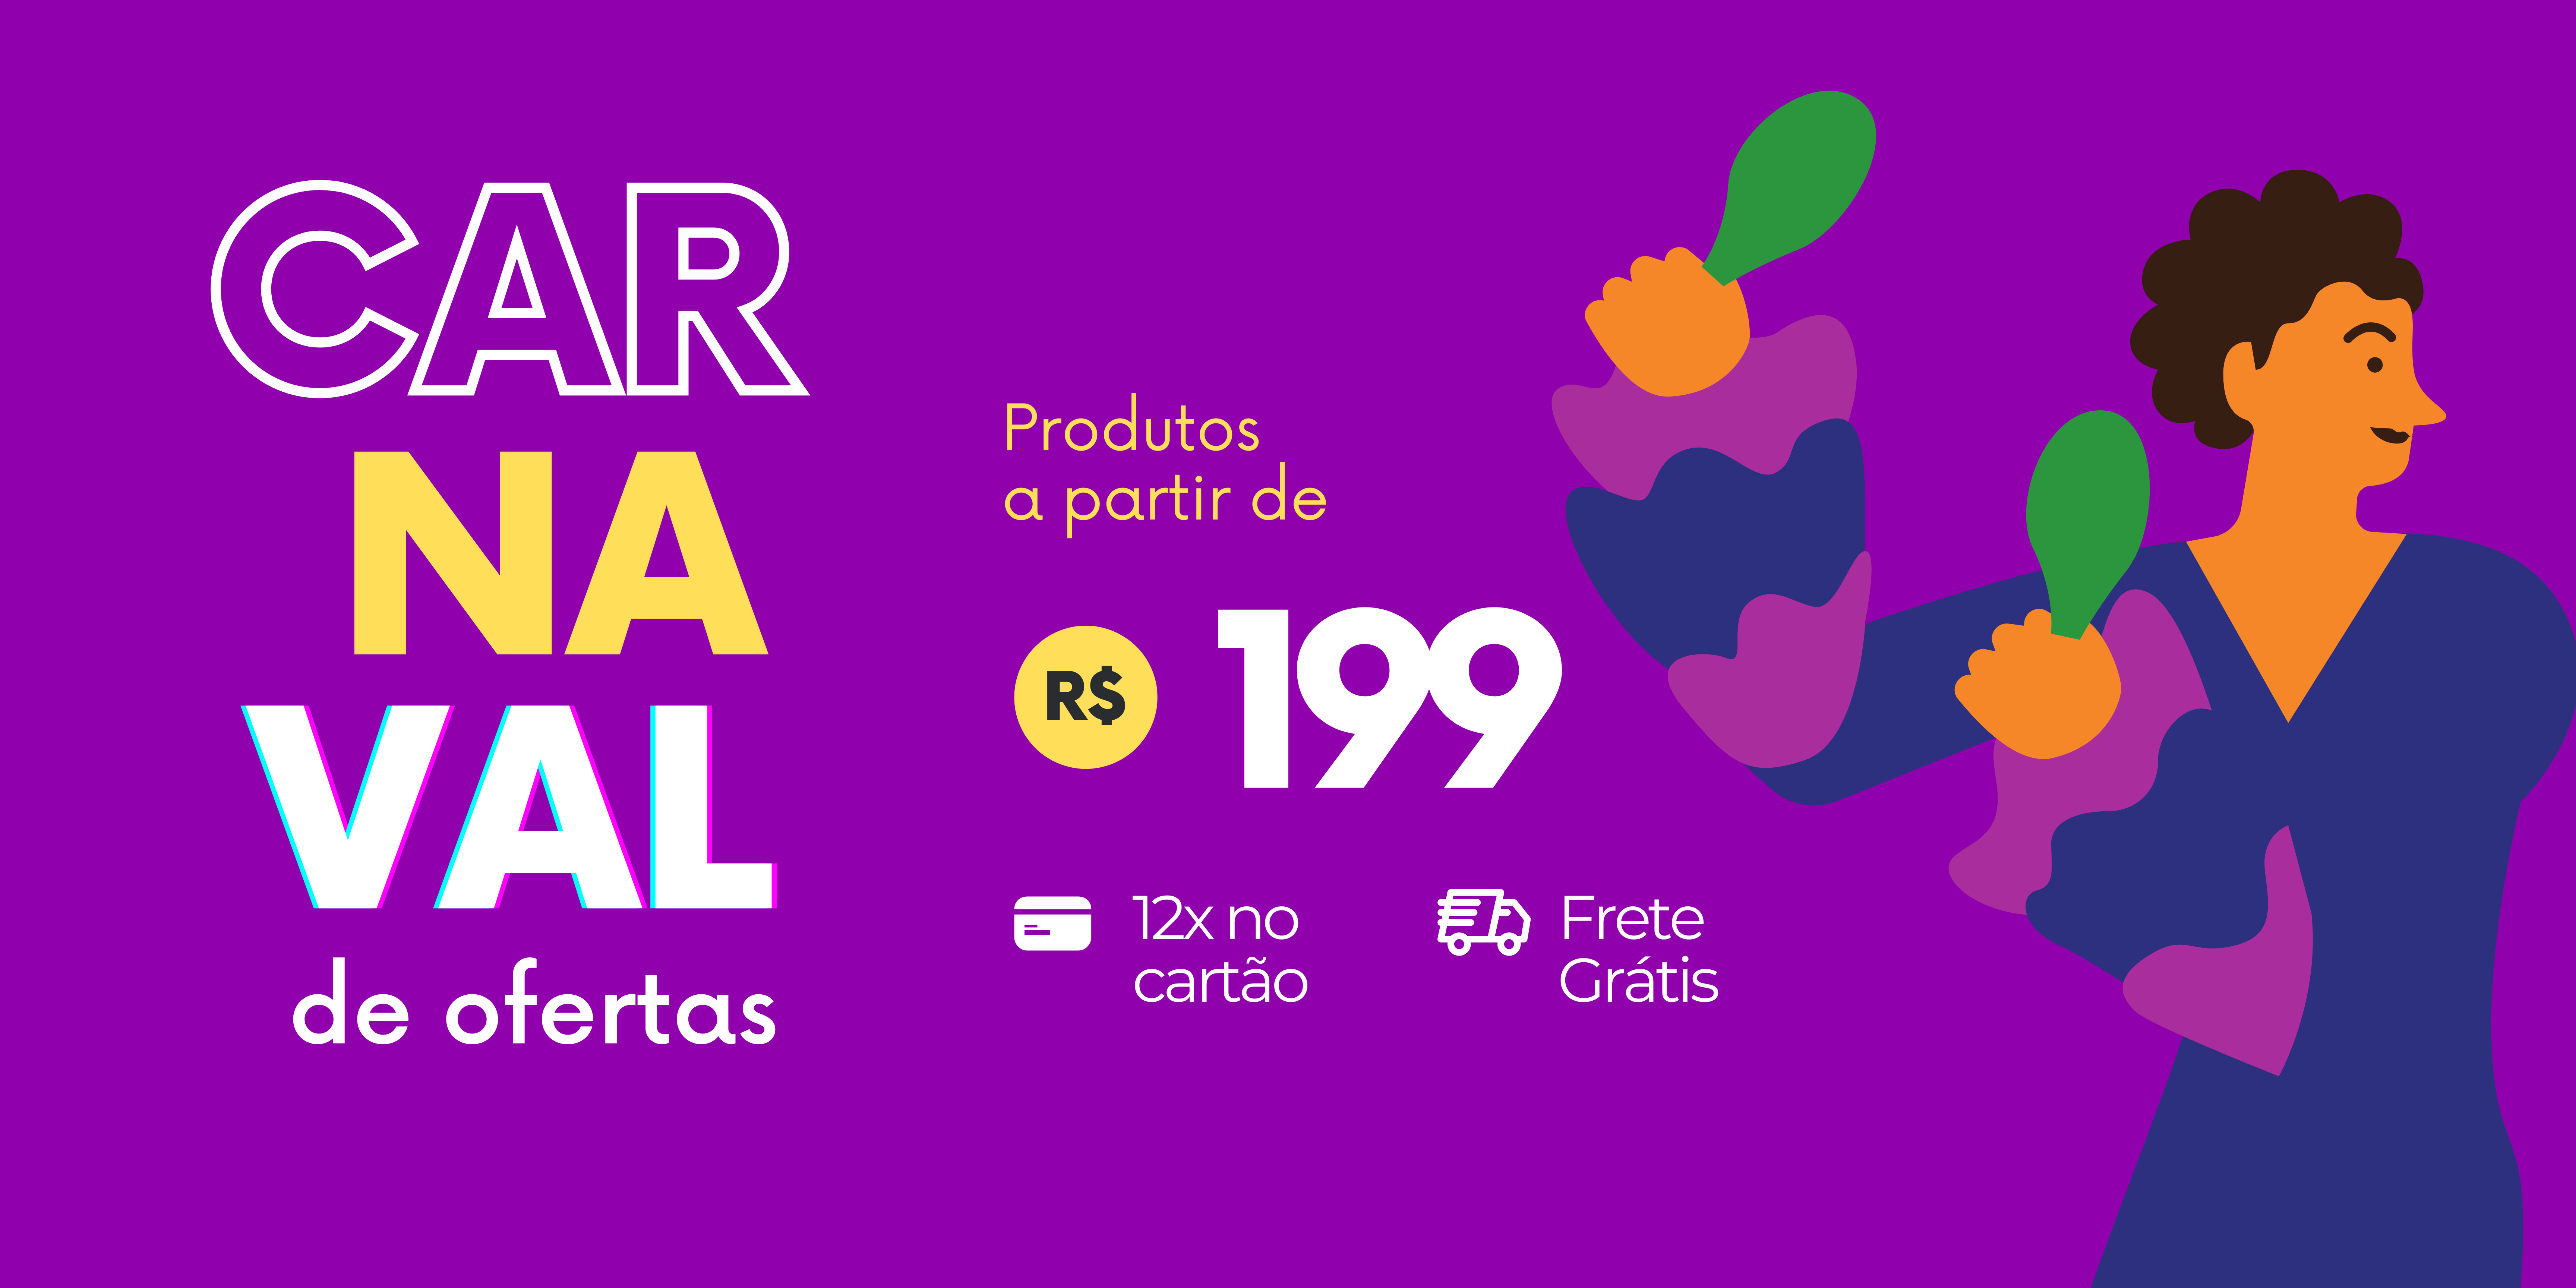 CAR
NA
VAL
de ofertas
Produtos
a partir de
R$ 199
12x no
cartão
Frete
Grátis